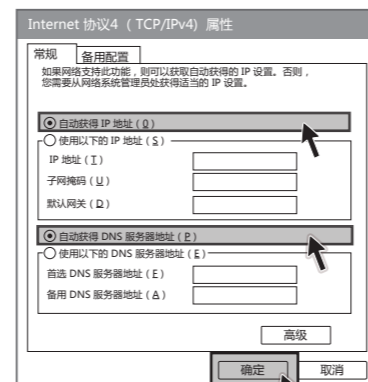 Internet 协议4 （ TCP/IPv4) 属性
常规 备用配置
如果网络支持此功能，则可以获取自动获得的 IP 设置。否则，
您需要从网络系统管理员处获得适当的 IP 设置。
自动获得 IP 地址 ( O )
使用以下的 IP 地址 ( S )
IP 地址 ( I )
子网掩码 ( U )
默认网关 ( D )
自动获得 DNS 服务器地址 ( P )
使用以下的 DNS 服务器地址 ( E )
首选 DNS 服务器地址 ( F )
备用 DNS 服务器地址 ( A )
高级
确定 取消